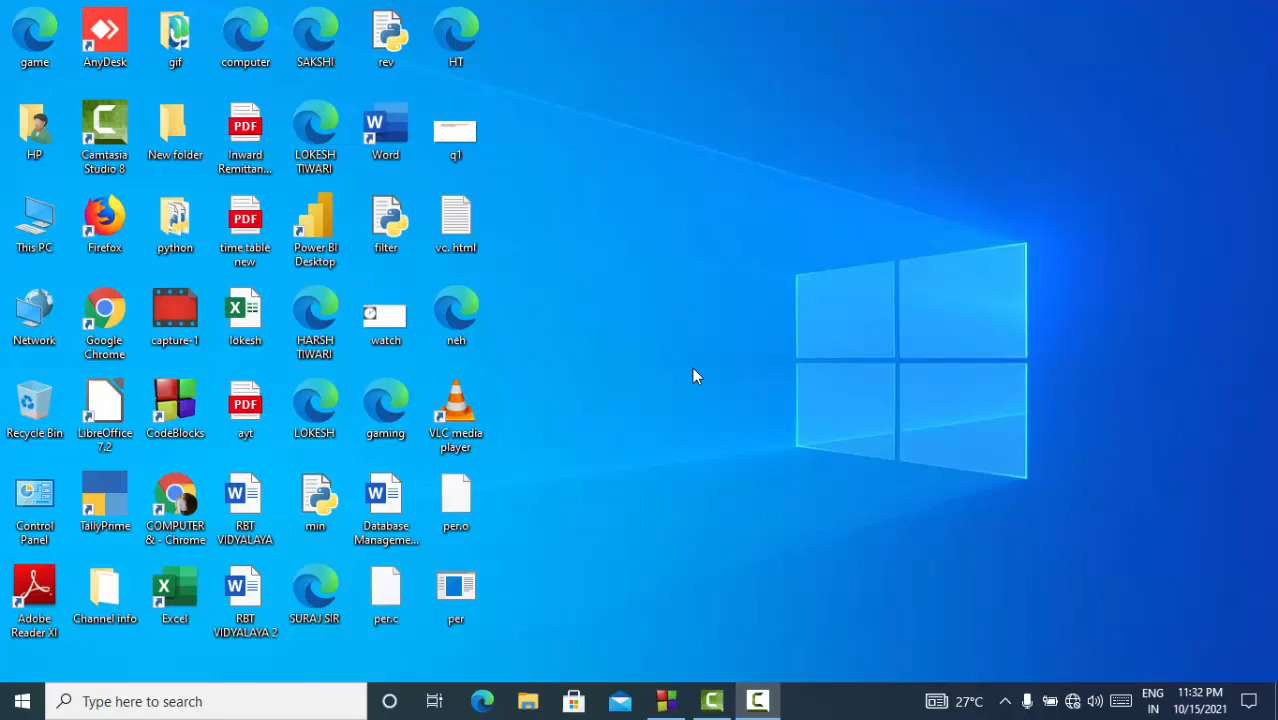 game
AnyDesk
gif
computer
SAKSHI
rev
HT
HP
Camtasia
Studio 8
New folder
PDF
Inward
Remittan...
LOKESH
TIWARI
Word
q1
This PC
Firefox
python
PDF
time table
new
Power BI
Desktop
filter
vc. html
Network
Google
Chrome
capture-1
lokesh
HARSH
TIWARI
watch
neh
Recycle Bin
LibreOffice
7.2
CodeBlocks
PDF
ayt
LOKESH
gaming
VLC media
player
Control
Panel
TallyPrime
COMPUTER
& - Chrome
RBT
VIDYALAYA
min
Database
Manageme...
per.o
Adobe
Reader XI
Channel info
Excel
RBT
VIDYALAYA 2
SURAJ SIR
per.c
per
Type here to search
27°C
ENG
IN
11:32 PM
10/15/2021